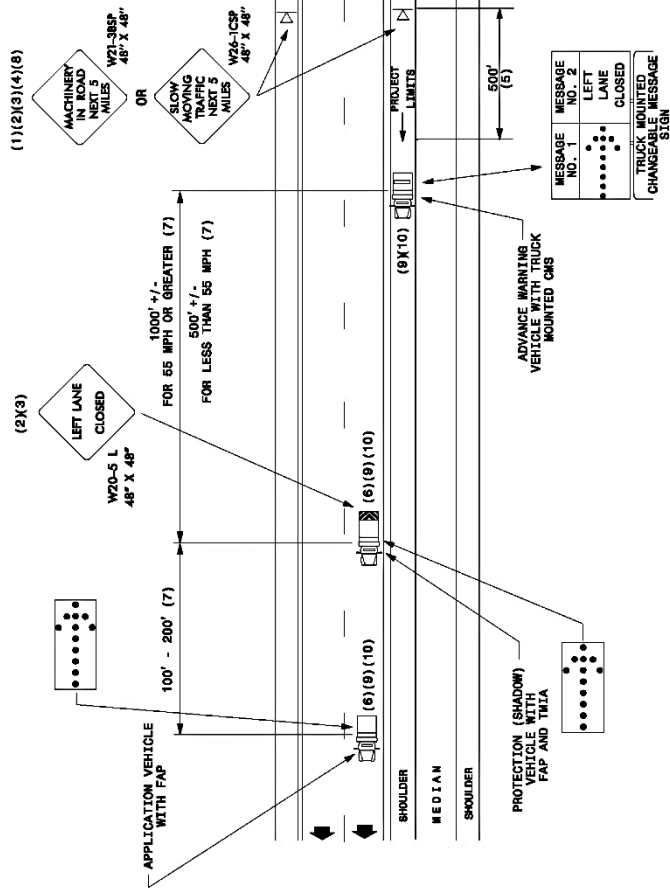 (1)(2)(3)(4)(8)
MACHINERY
IN ROAD
NEXT 5
MILES
W21-3BSP
48" X 48"
OR
SLOW
MOVING
TRAFFIC
NEXT 5
MILES
W26-1CSP
48" X 48"
(2)(3)
LEFT LANE
CLOSED
W20-5 L
48" X 48"
1000' +/-
FOR 55 MPH OR GREATER (7)
500' +/-
FOR LESS THAN 55 MPH (7)
100' - 200' (7)
APPLICATION VEHICLE
WITH FAP
(6)(9)(10)
(6)(9)(10)
(9)(10)
PROJECT
LIMITS
500'
(5)
SHOULDER
MEDIAN
SHOULDER
PROTECTION (SHADOW)
VEHICLE WITH
FAP AND TMIA
ADVANCE WARNING
VEHICLE WITH TRUCK
MOUNTED CMS
MESSAGE
NO. 1
MESSAGE
NO. 2
LEFT
LANE
CLOSED
TRUCK MOUNTED
CHANGEABLE MESSAGE
SIGN